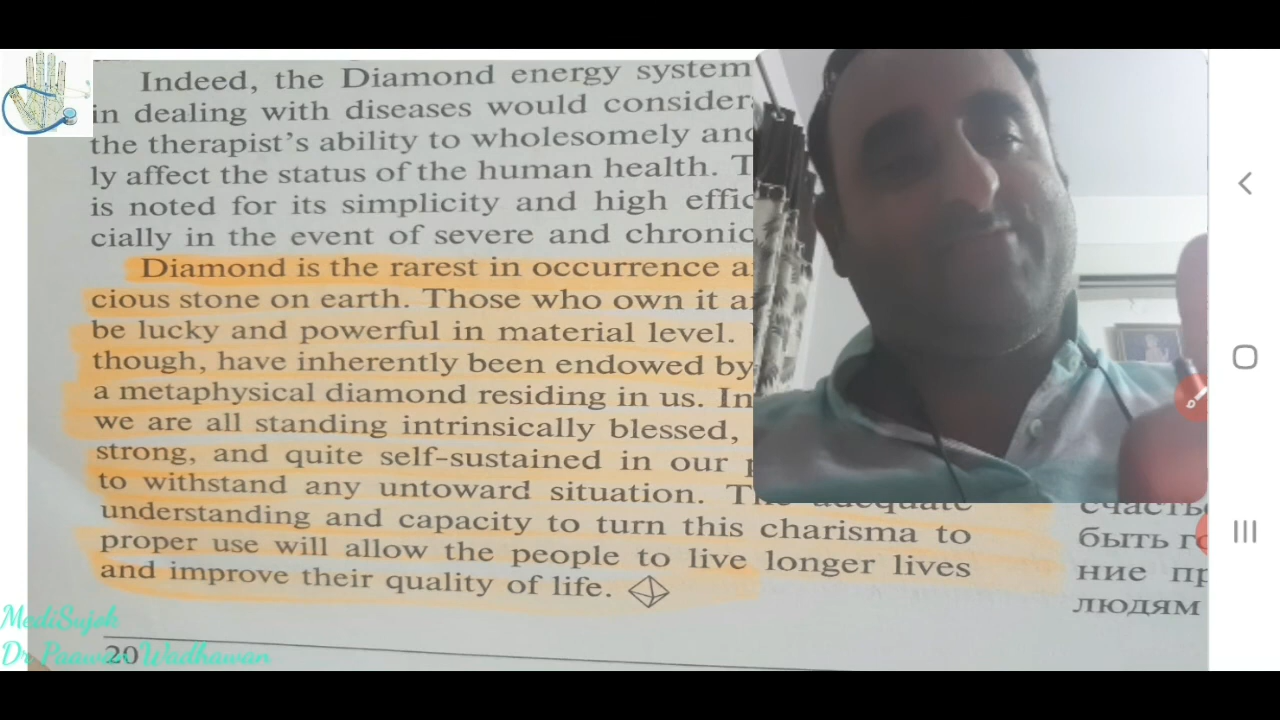 Indeed, the Diamond energy system
in dealing with diseases would consider
the therapist's ability to wholesomely and
ly affect the status of the human health. T
is noted for its simplicity and high effic
cially in the event of severe and chronic
Diamond is the rarest in occurrence a
cious stone on earth. Those who own it a
be lucky and powerful in material level.
though, have inherently been endowed by
a metaphysical diamond residing in us. In
we are all standing intrinsically blessed,
strong, and quite self-sustained in our p
to withstand any untoward situation. The adequate
understanding and capacity to turn this charisma to
proper use will allow the people to live longer lives
and improve their quality of life.
20
счасть
быть го
ние пр
людям
MediSujok
Dr Paawan Wadhawan